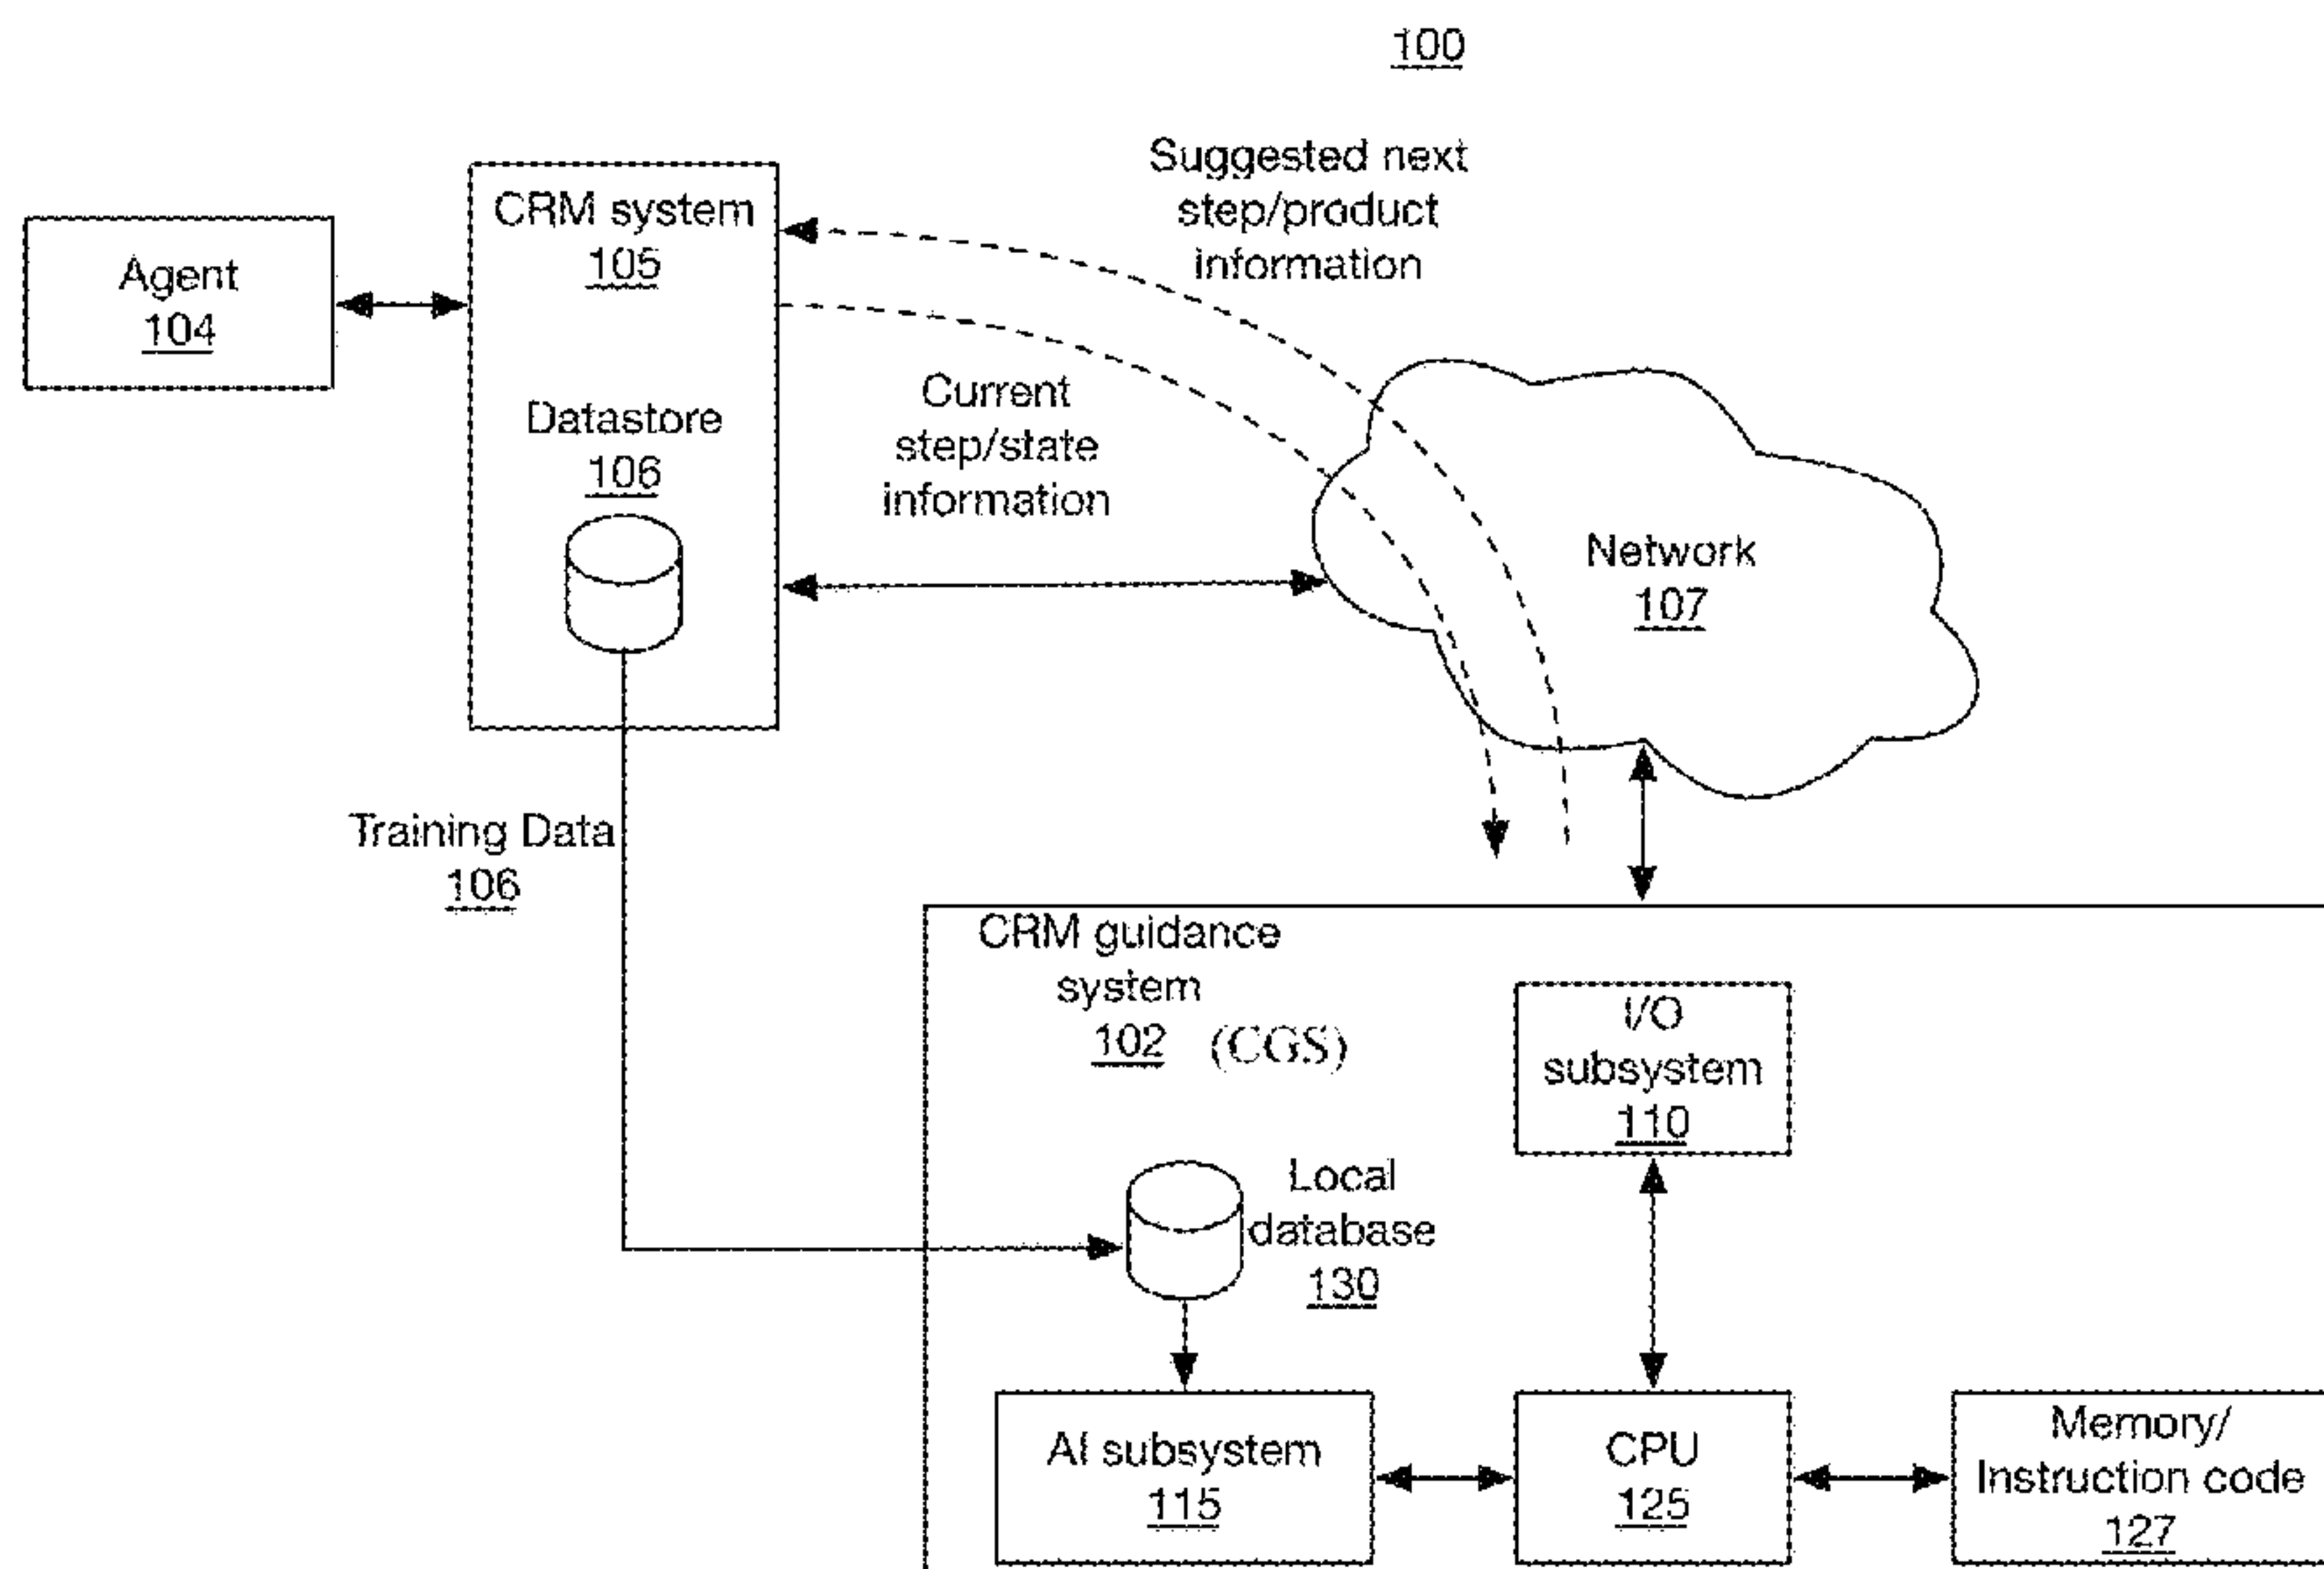 100
Suggested next
step/product
information
CRM system
105
Agent
104
Datastore
106
Current
step/state
information
Network
107
Training Data
106
CRM guidance
system
102 (CGS)
I/O
subsystem
110
Local
database
130
AI subsystem
115
CPU
125
Memory/
Instruction code
127